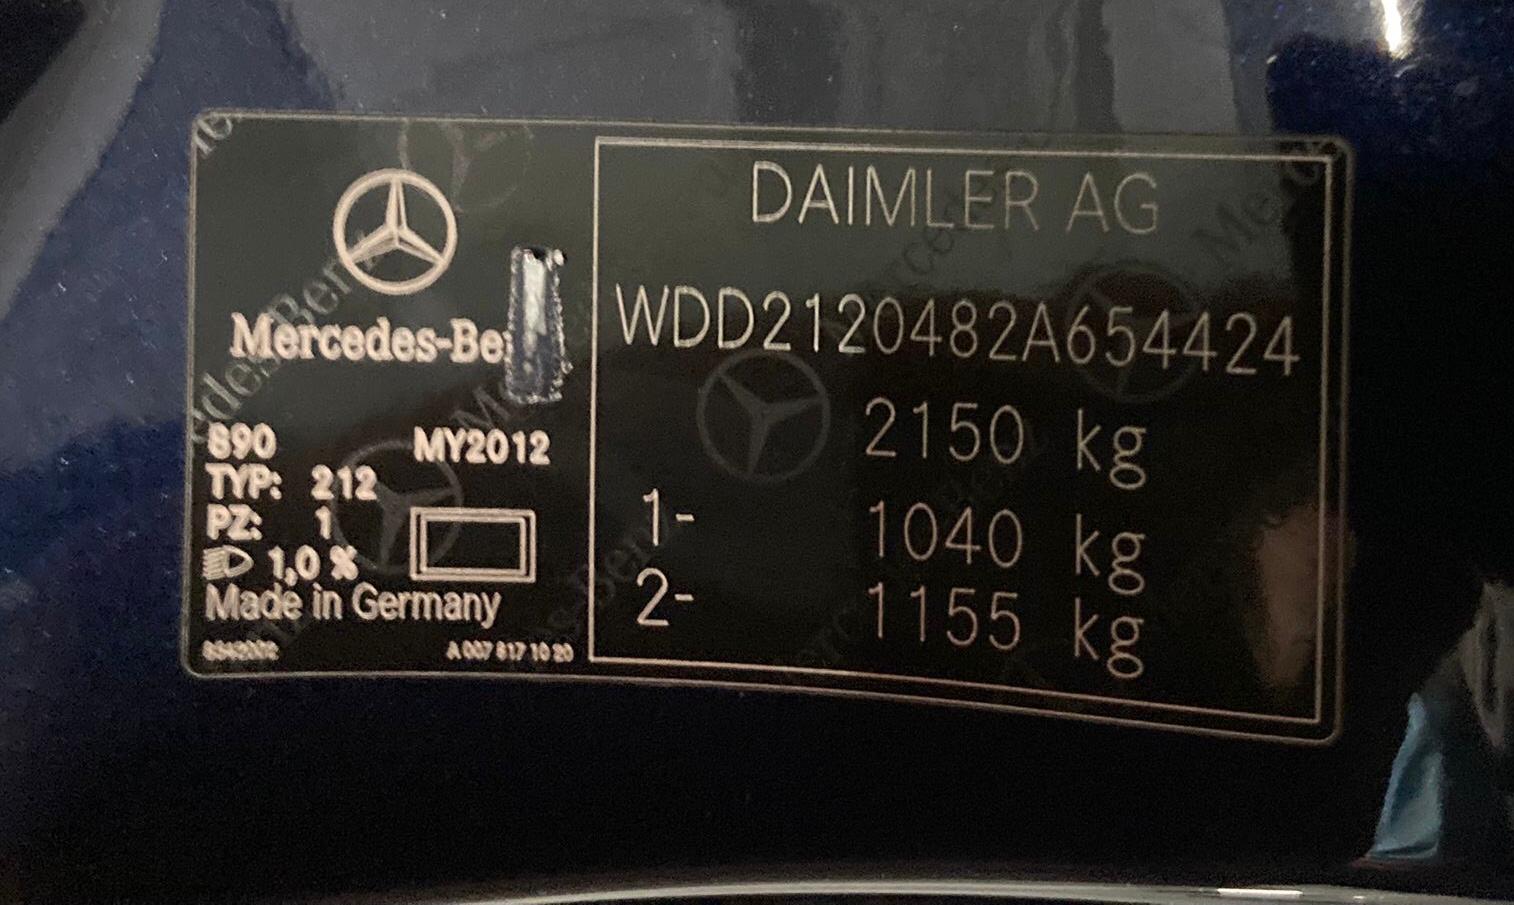 Mercedes-Be
890 MY2012
TYP: 212
PZ: 1
1,0 %
Made in Germany
A 007 817 10 20
DAIMLER AG
WDD2120482A654424
2150 kg
1- 1040 kg
2- 1155 kg